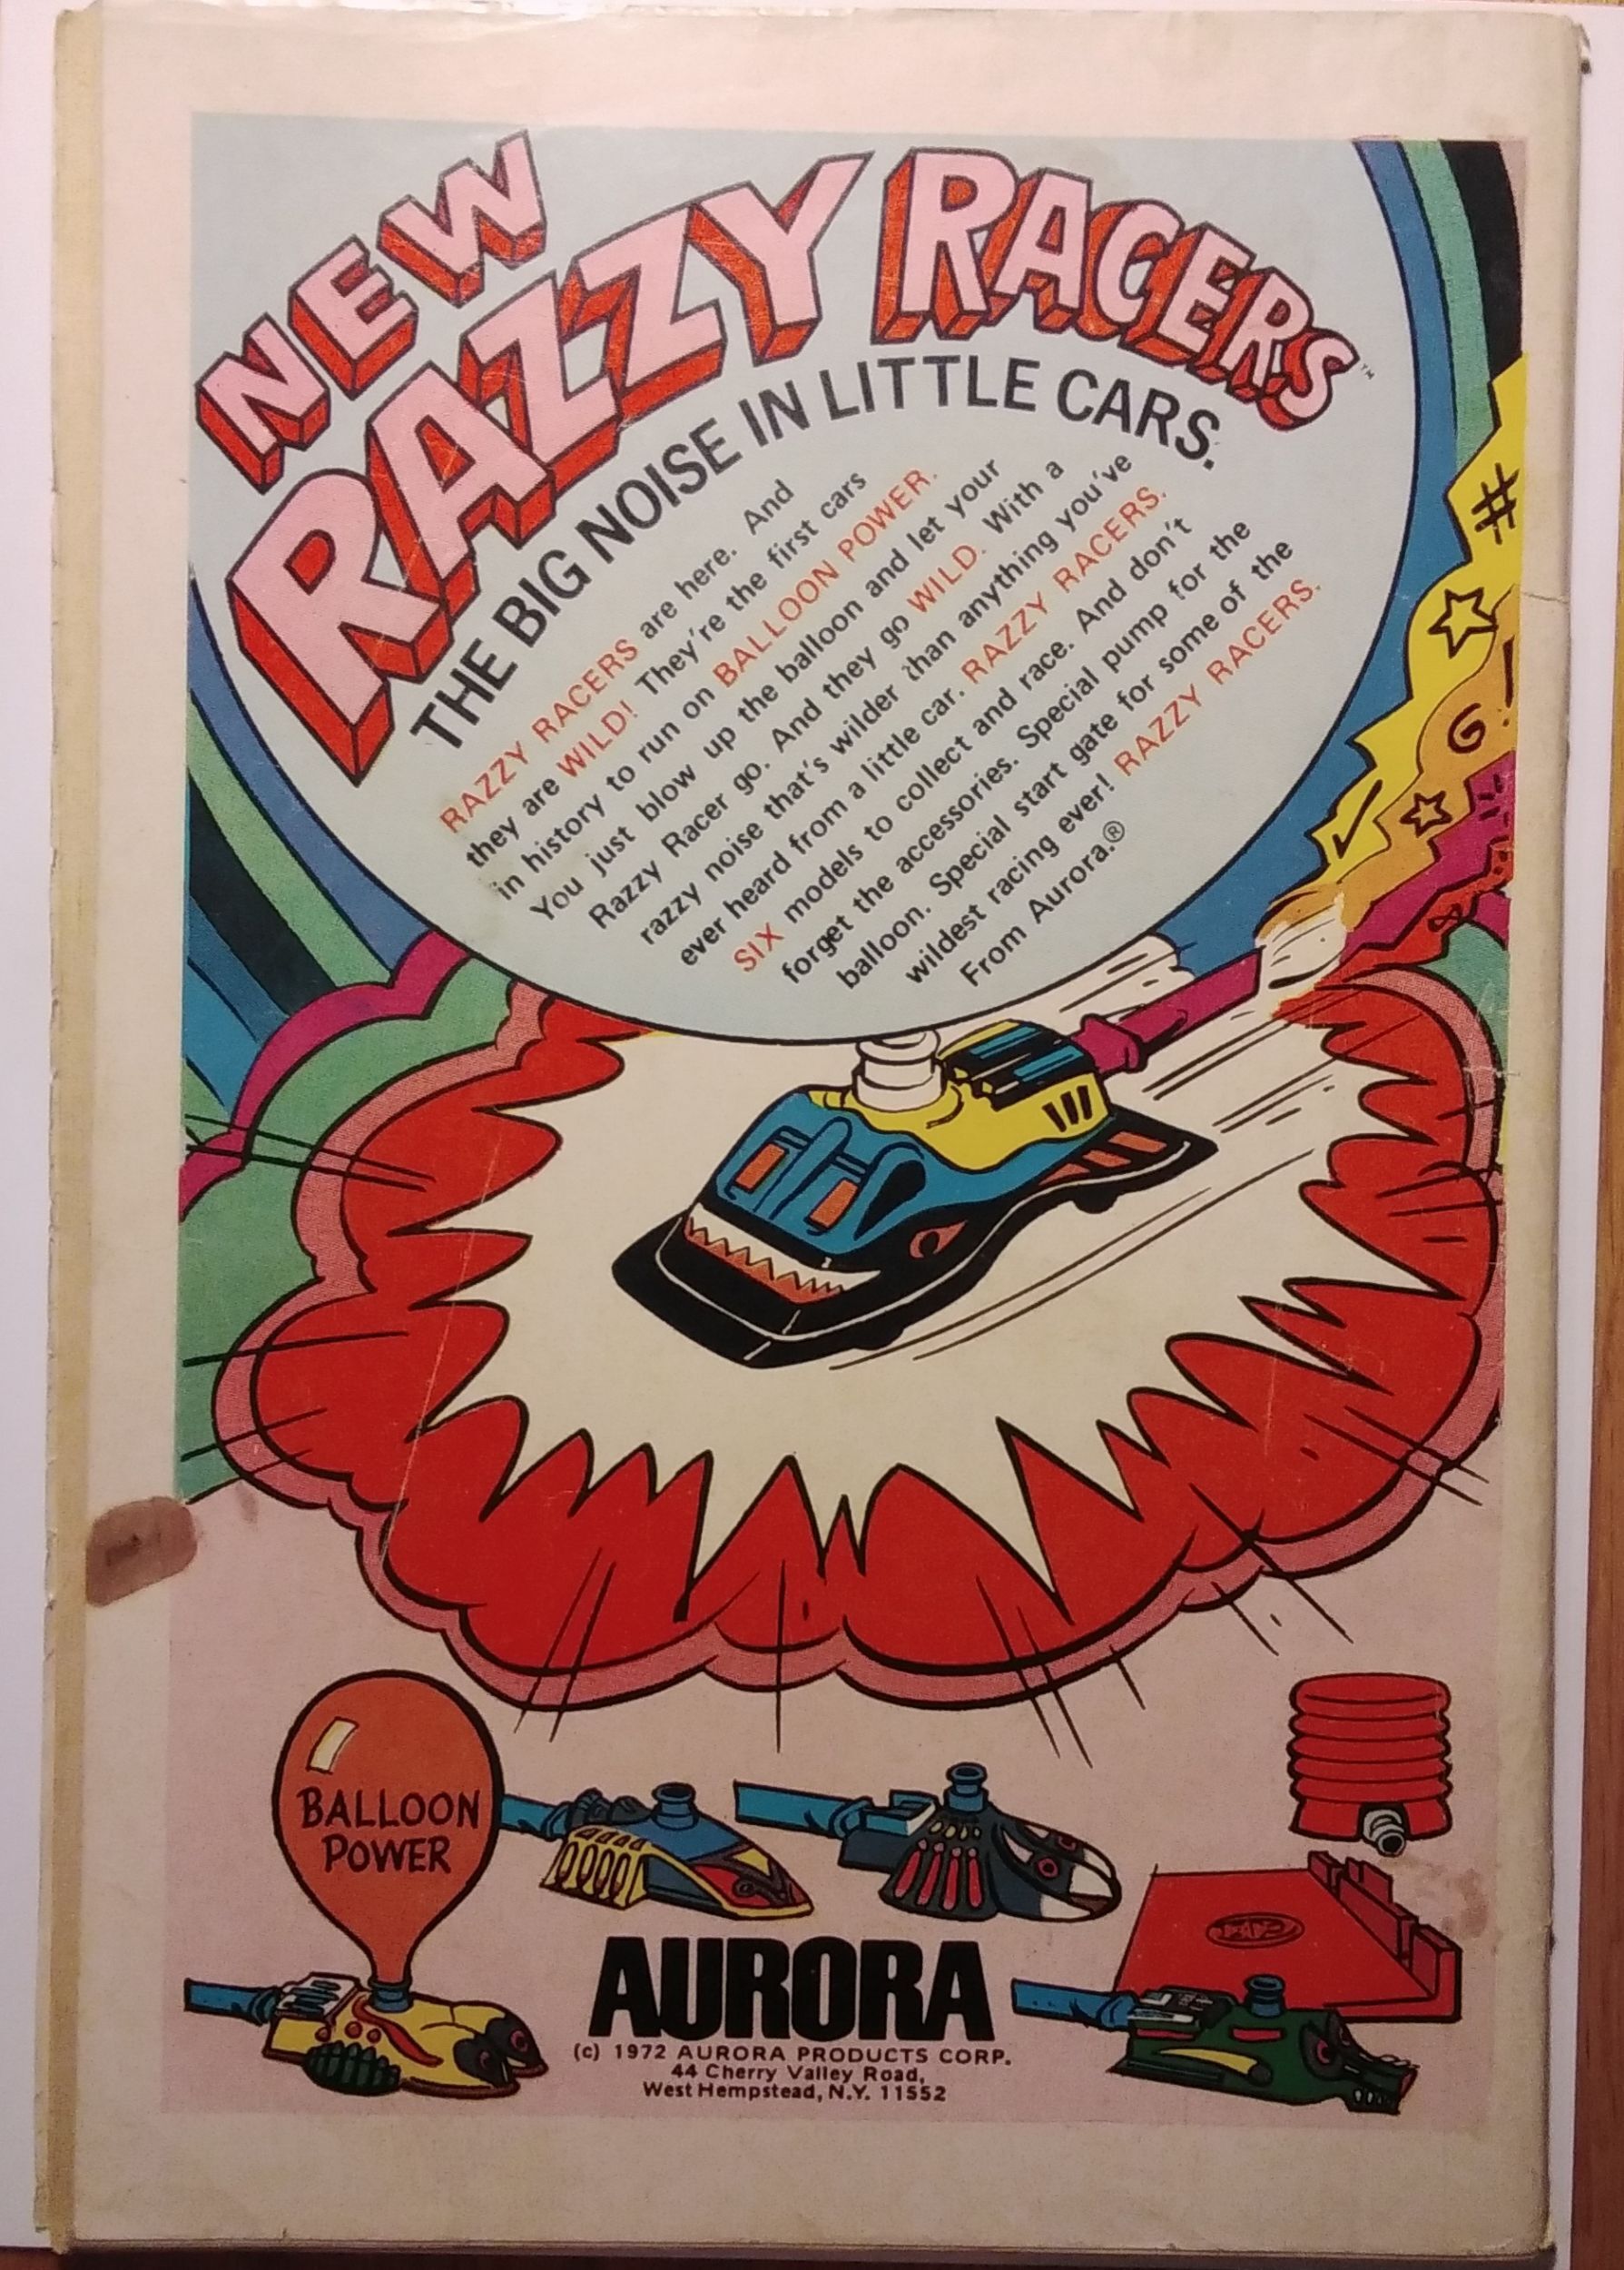 NEW
RAZZY RACERS™
THE BIG NOISE IN LITTLE CARS.
RAZZY RACERS are here. And
they are WILD! They're the first cars
in history to run on BALLOON POWER.
You just blow up the balloon and let your
Razzy Racer go. And they go WILD. With a
razzy noise that's wilder than anything you've
ever heard from a little car. RAZZY RACERS.
SIX models to collect and race. And don't
forget the accessories. Special pump for the
balloon. Special start gate for some of the
wildest racing ever! RAZZY RACERS.
From Aurora.®
#
!
G
BALLOON
POWER
AURORA
(c) 1972 AURORA PRODUCTS CORP.
44 Cherry Valley Road,
West Hempstead, N.Y. 11552